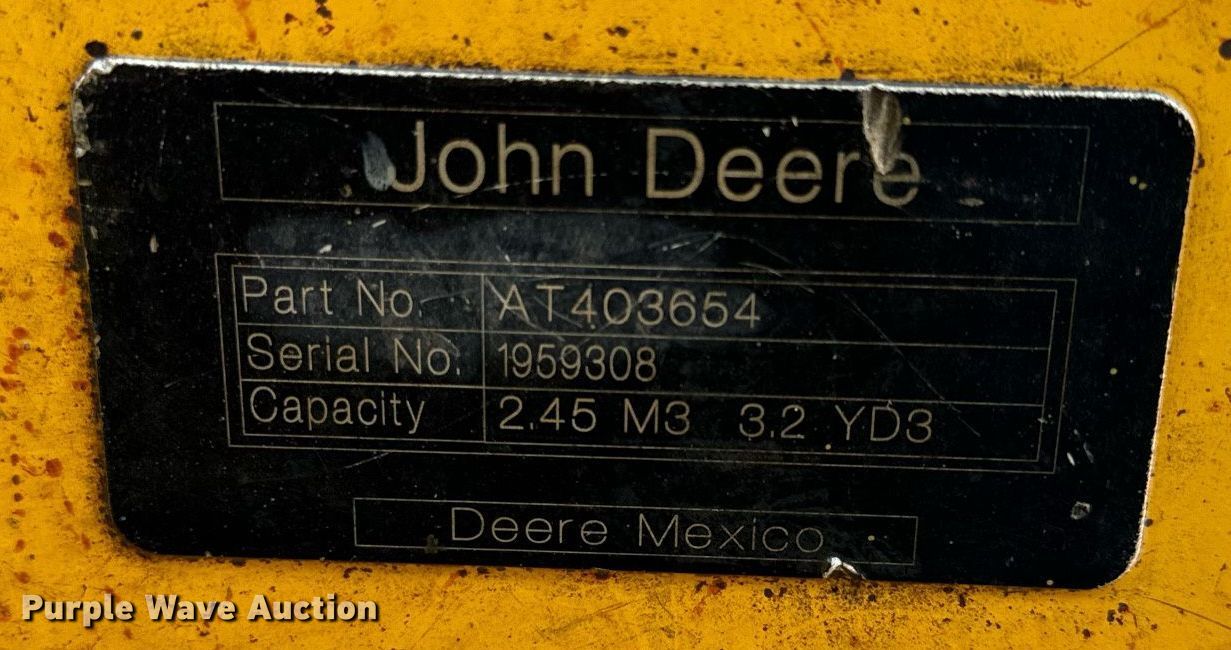 John Deere
Part No. AT403654
Serial No. 1959308
Capacity 2.45 M3 3.2 YD3
Deere Mexico
Purple Wave Auction